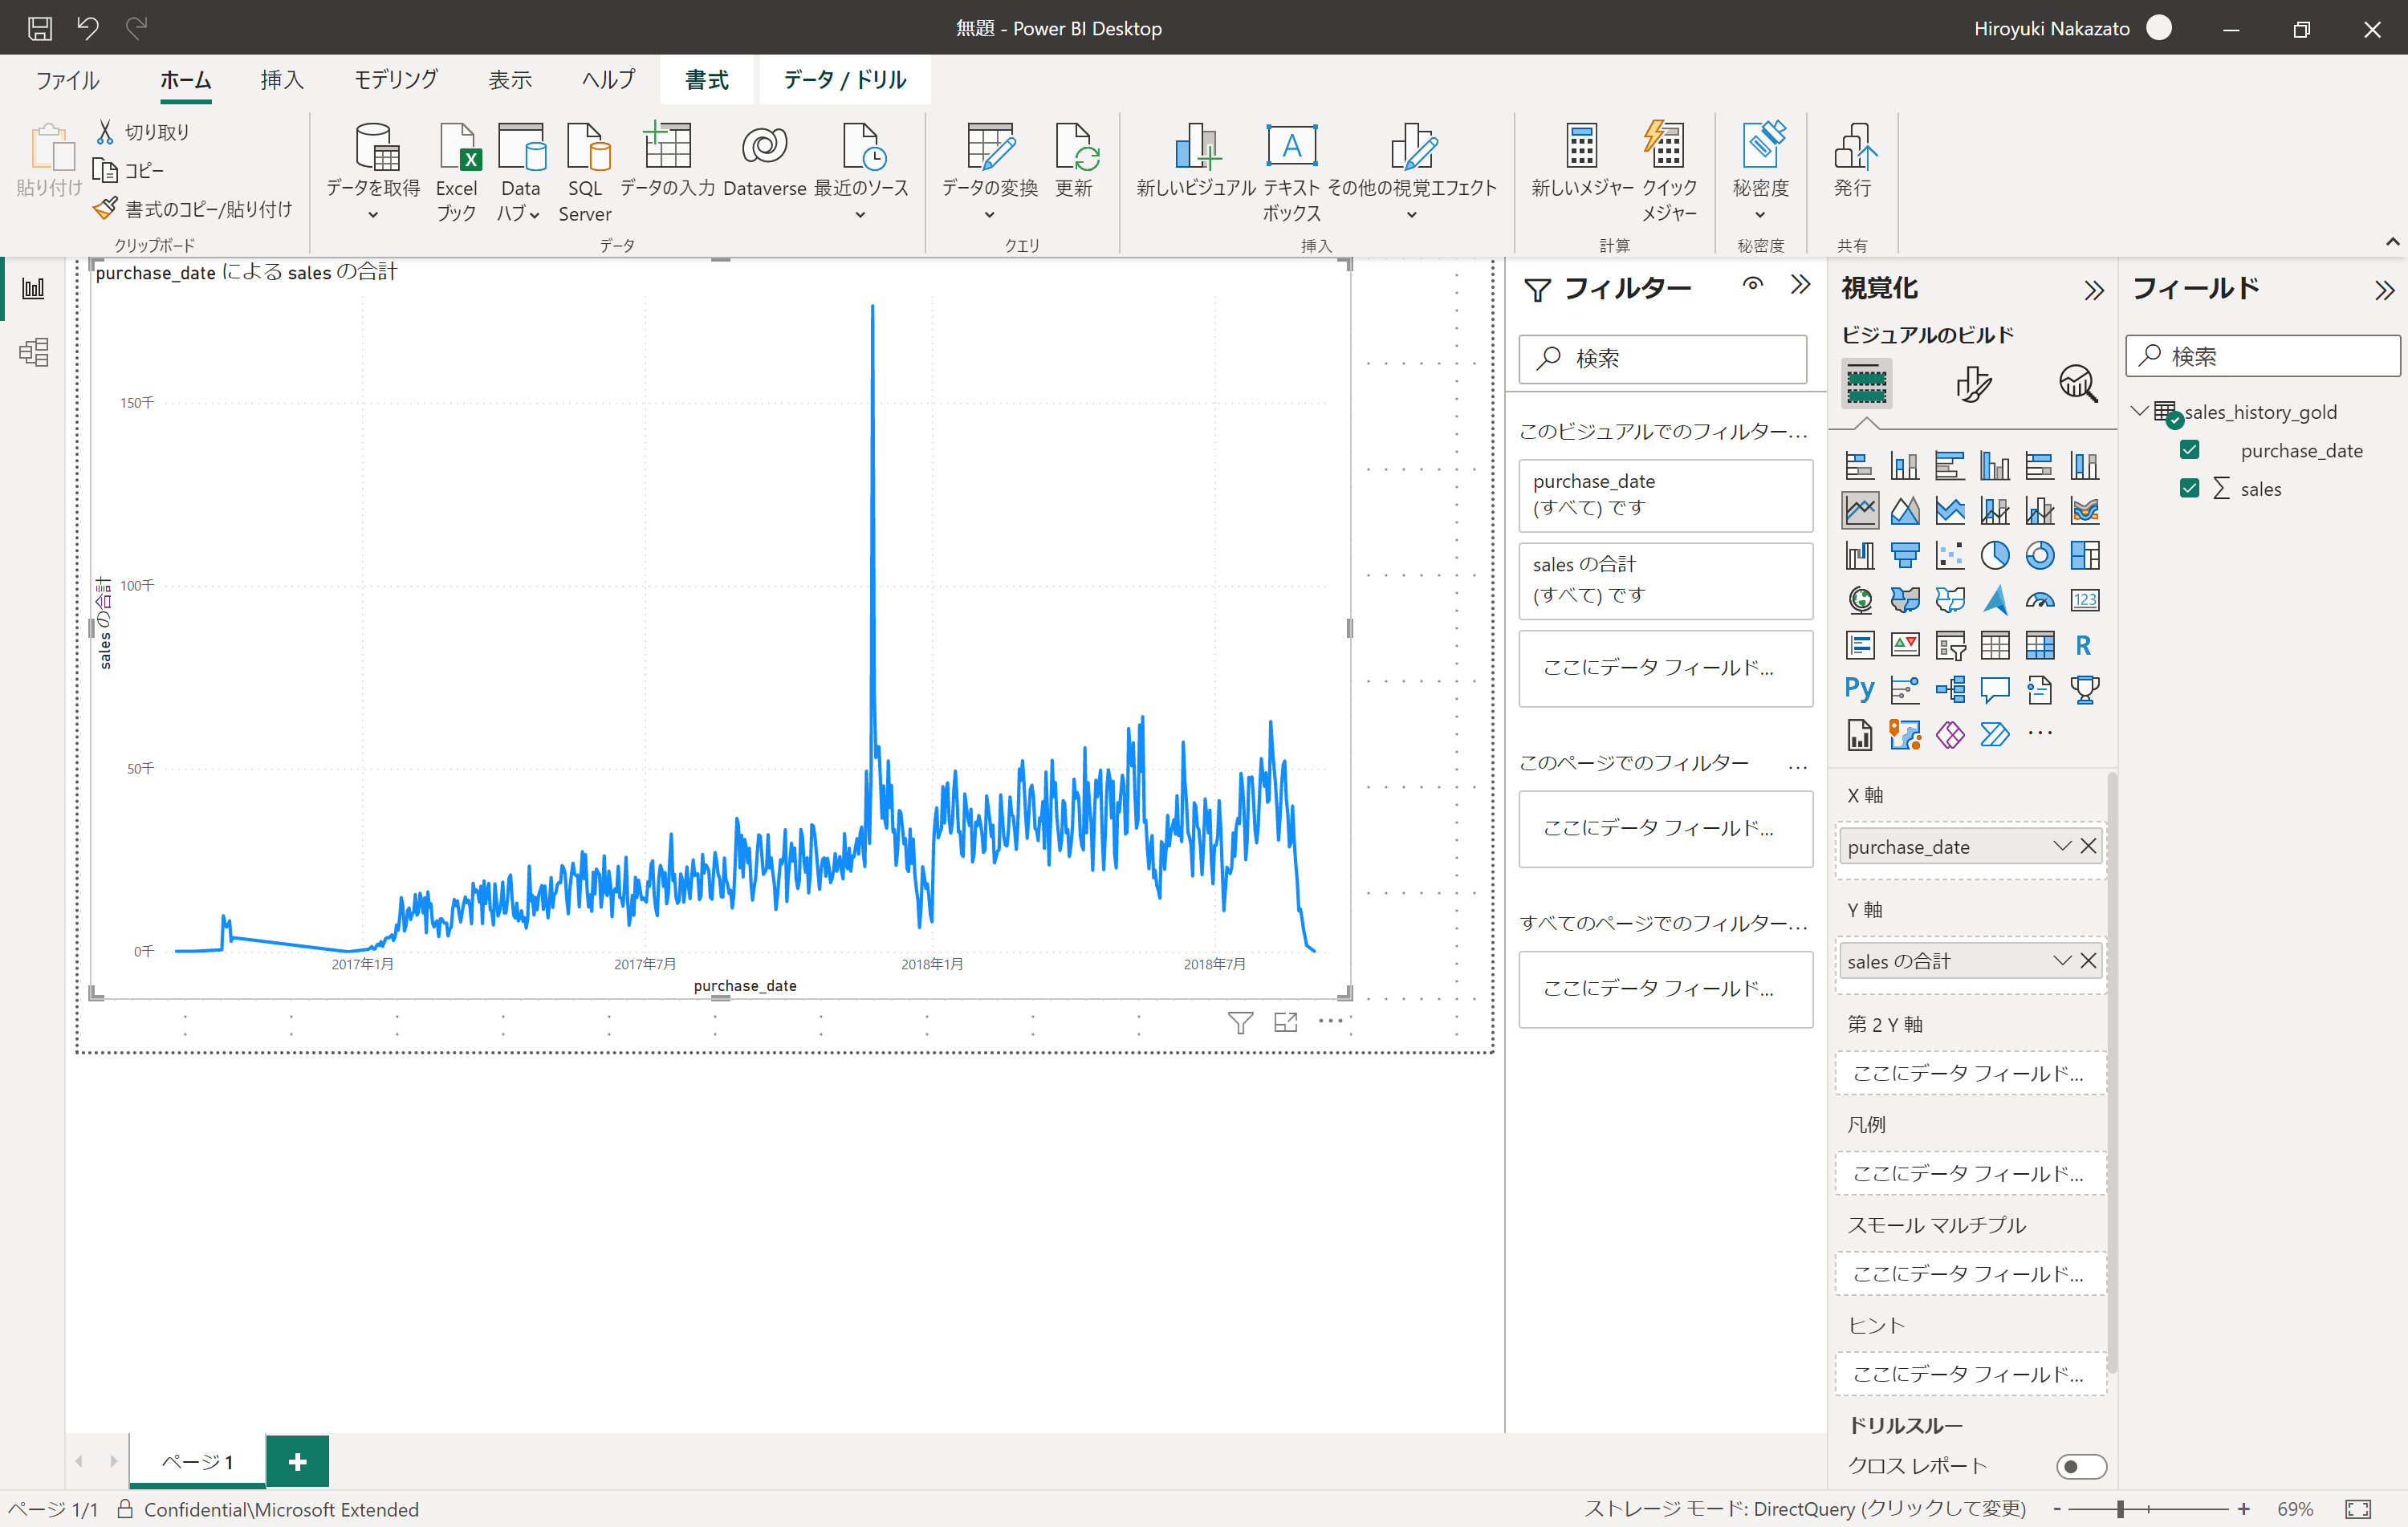 無題 - Power BI Desktop
Hiroyuki Nakazato
ファイル
ホーム
挿入
モデリング
表示
ヘルプ
書式
データ / ドリル
貼り付け
切り取り
コピー
書式のコピー/貼り付け
クリップボード
データを取得
Excel
ブック
Data
ハブ
SQL
Server
データの入力
Dataverse
最近のソース
データ
データの変換
更新
クエリ
新しいビジュアル
テキスト
ボックス
その他の視覚エフェクト
挿入
新しいメジャー
クイック
メジャー
計算
秘密度
秘密度
発行
共有
purchase_date による sales の合計
150千
100千
50千
0千
sales の合計
2017年1月
2017年7月
2018年1月
2018年7月
purchase_date
フィルター
検索
このビジュアルでのフィルター...
purchase_date
(すべて) です
sales の合計
(すべて) です
ここにデータ フィールド...
このページでのフィルター ...
ここにデータ フィールド...
すべてのページでのフィルター...
ここにデータ フィールド...
視覚化
ビジュアルのビルド
123
R
Py
...
X 軸
purchase_date
Y 軸
sales の合計
第 2 Y 軸
ここにデータ フィールド...
凡例
ここにデータ フィールド...
スモール マルチプル
ここにデータ フィールド...
ヒント
ここにデータ フィールド...
ドリルスルー
クロス レポート
フィールド
検索
sales_history_gold
purchase_date
sales
ページ 1
ページ 1/1
Confidential\Microsoft Extended
ストレージ モード: DirectQuery (クリックして変更)
69%